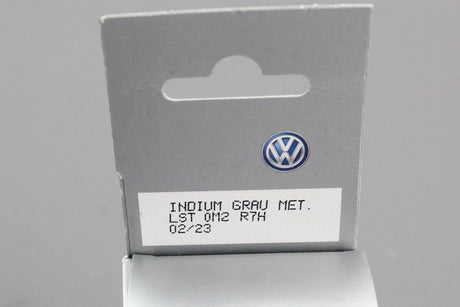 INDIUM GRAU MET.
LST 0M2 R7H
02/23